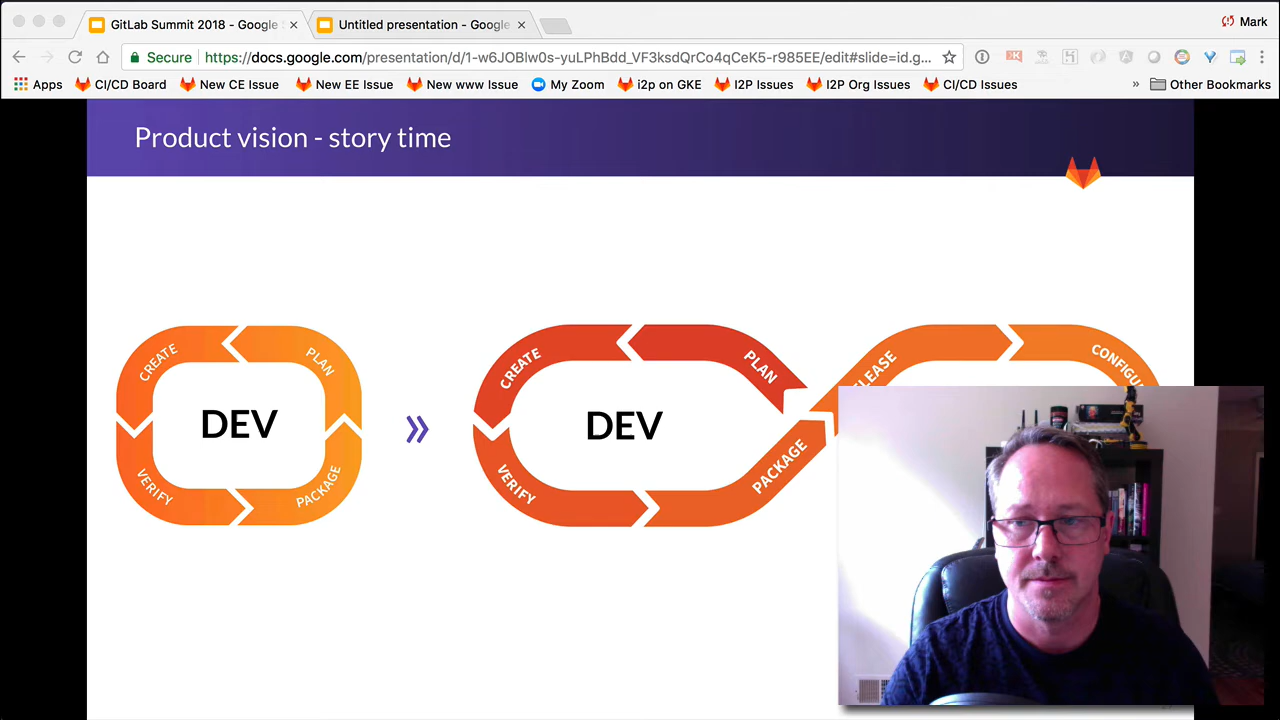 GitLab Summit 2018 - Google
Untitled presentation - Google
Mark
Secure
https://docs.google.com/presentation/d/1-w6JOBlw0s-yuLPhBdd_VF3ksdQrCo4qCeK5-r985EE/edit#slide=id.g...
Apps
CI/CD Board
New CE Issue
New EE Issue
New www Issue
My Zoom
i2p on GKE
I2P Issues
I2P Org Issues
CI/CD Issues
»
Other Bookmarks
Product vision - story time
CREATE
PLAN
DEV
VERIFY
PACKAGE
CREATE
PLAN
DEV
VERIFY
PACKAGE
ELEASE
CONFIGU